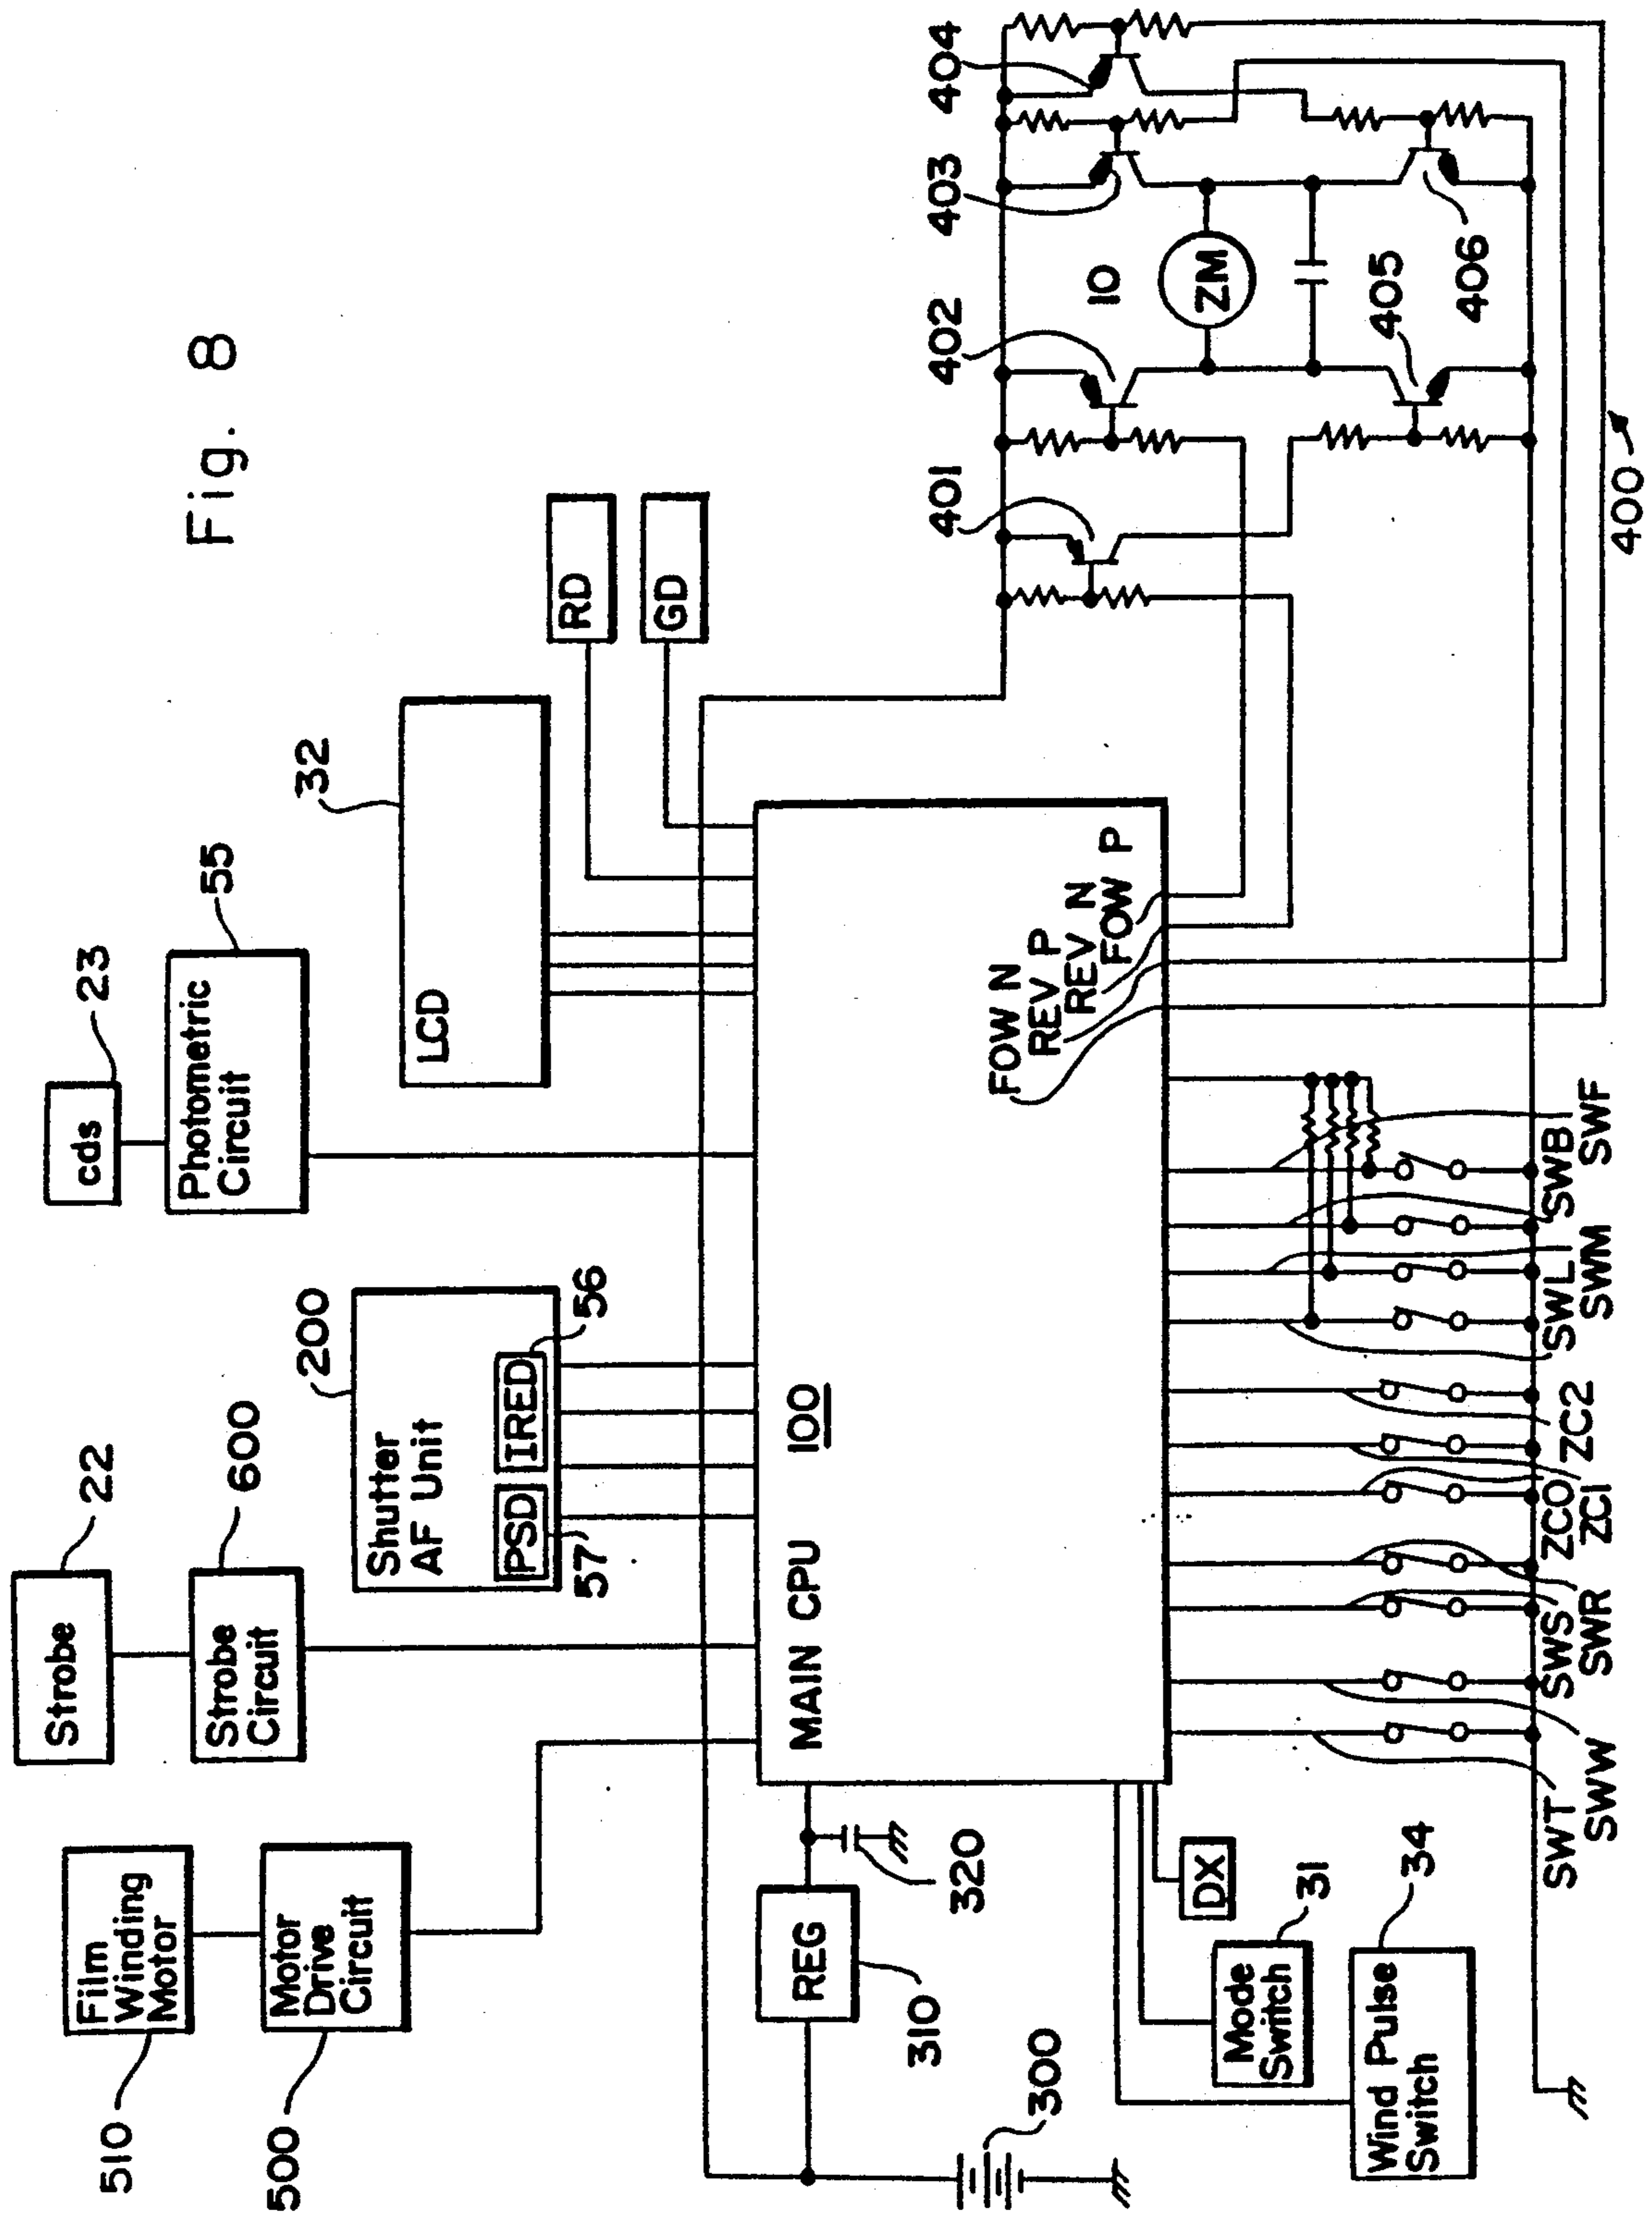 Fig. 8
510
Film
Winding
Motor
500
Motor
Drive
Circuit
22
Strobe
600
Strobe
Circuit
200
Shutter
AF Unit
PSD
IRED
57
56
23
cds
55
Photometric
Circuit
32
LCD
RD
GD
300
310
REG
320
MAIN CPU
100
FOW N
REV P
REV N
FOW P
401
402
403
404
10
ZM
405
406
400
DX
31
Mode
Switch
34
Wind Pulse
Switch
SWT
SWW
SWS
SWR
ZC0
ZC1
ZC2
SWL
SWM
SWB
SWF